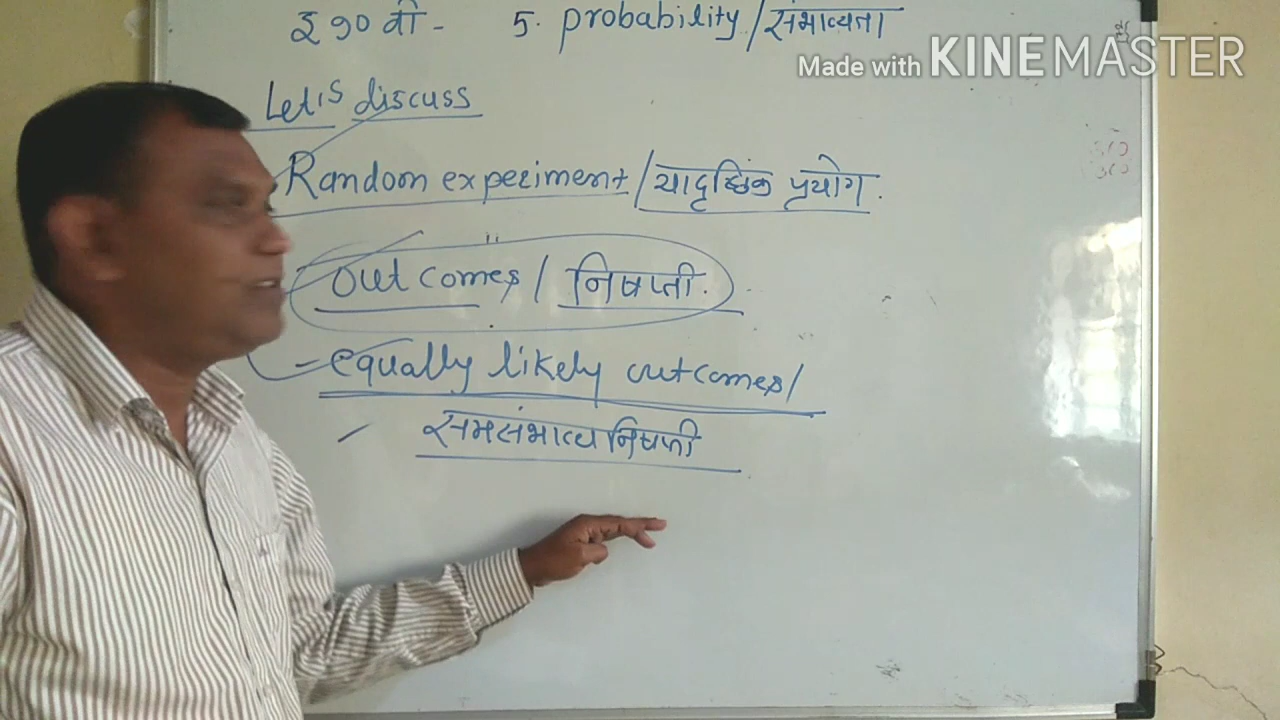 इ १० वी - 5. probability/संभाव्यता
Made with KINEMASTER
Let's discuss
Random experiment/यादृच्छिक प्रयोग.
outcomes/निष्पत्ती.
- equally likely outcomes/
समसंभाव्य निष्पत्ती